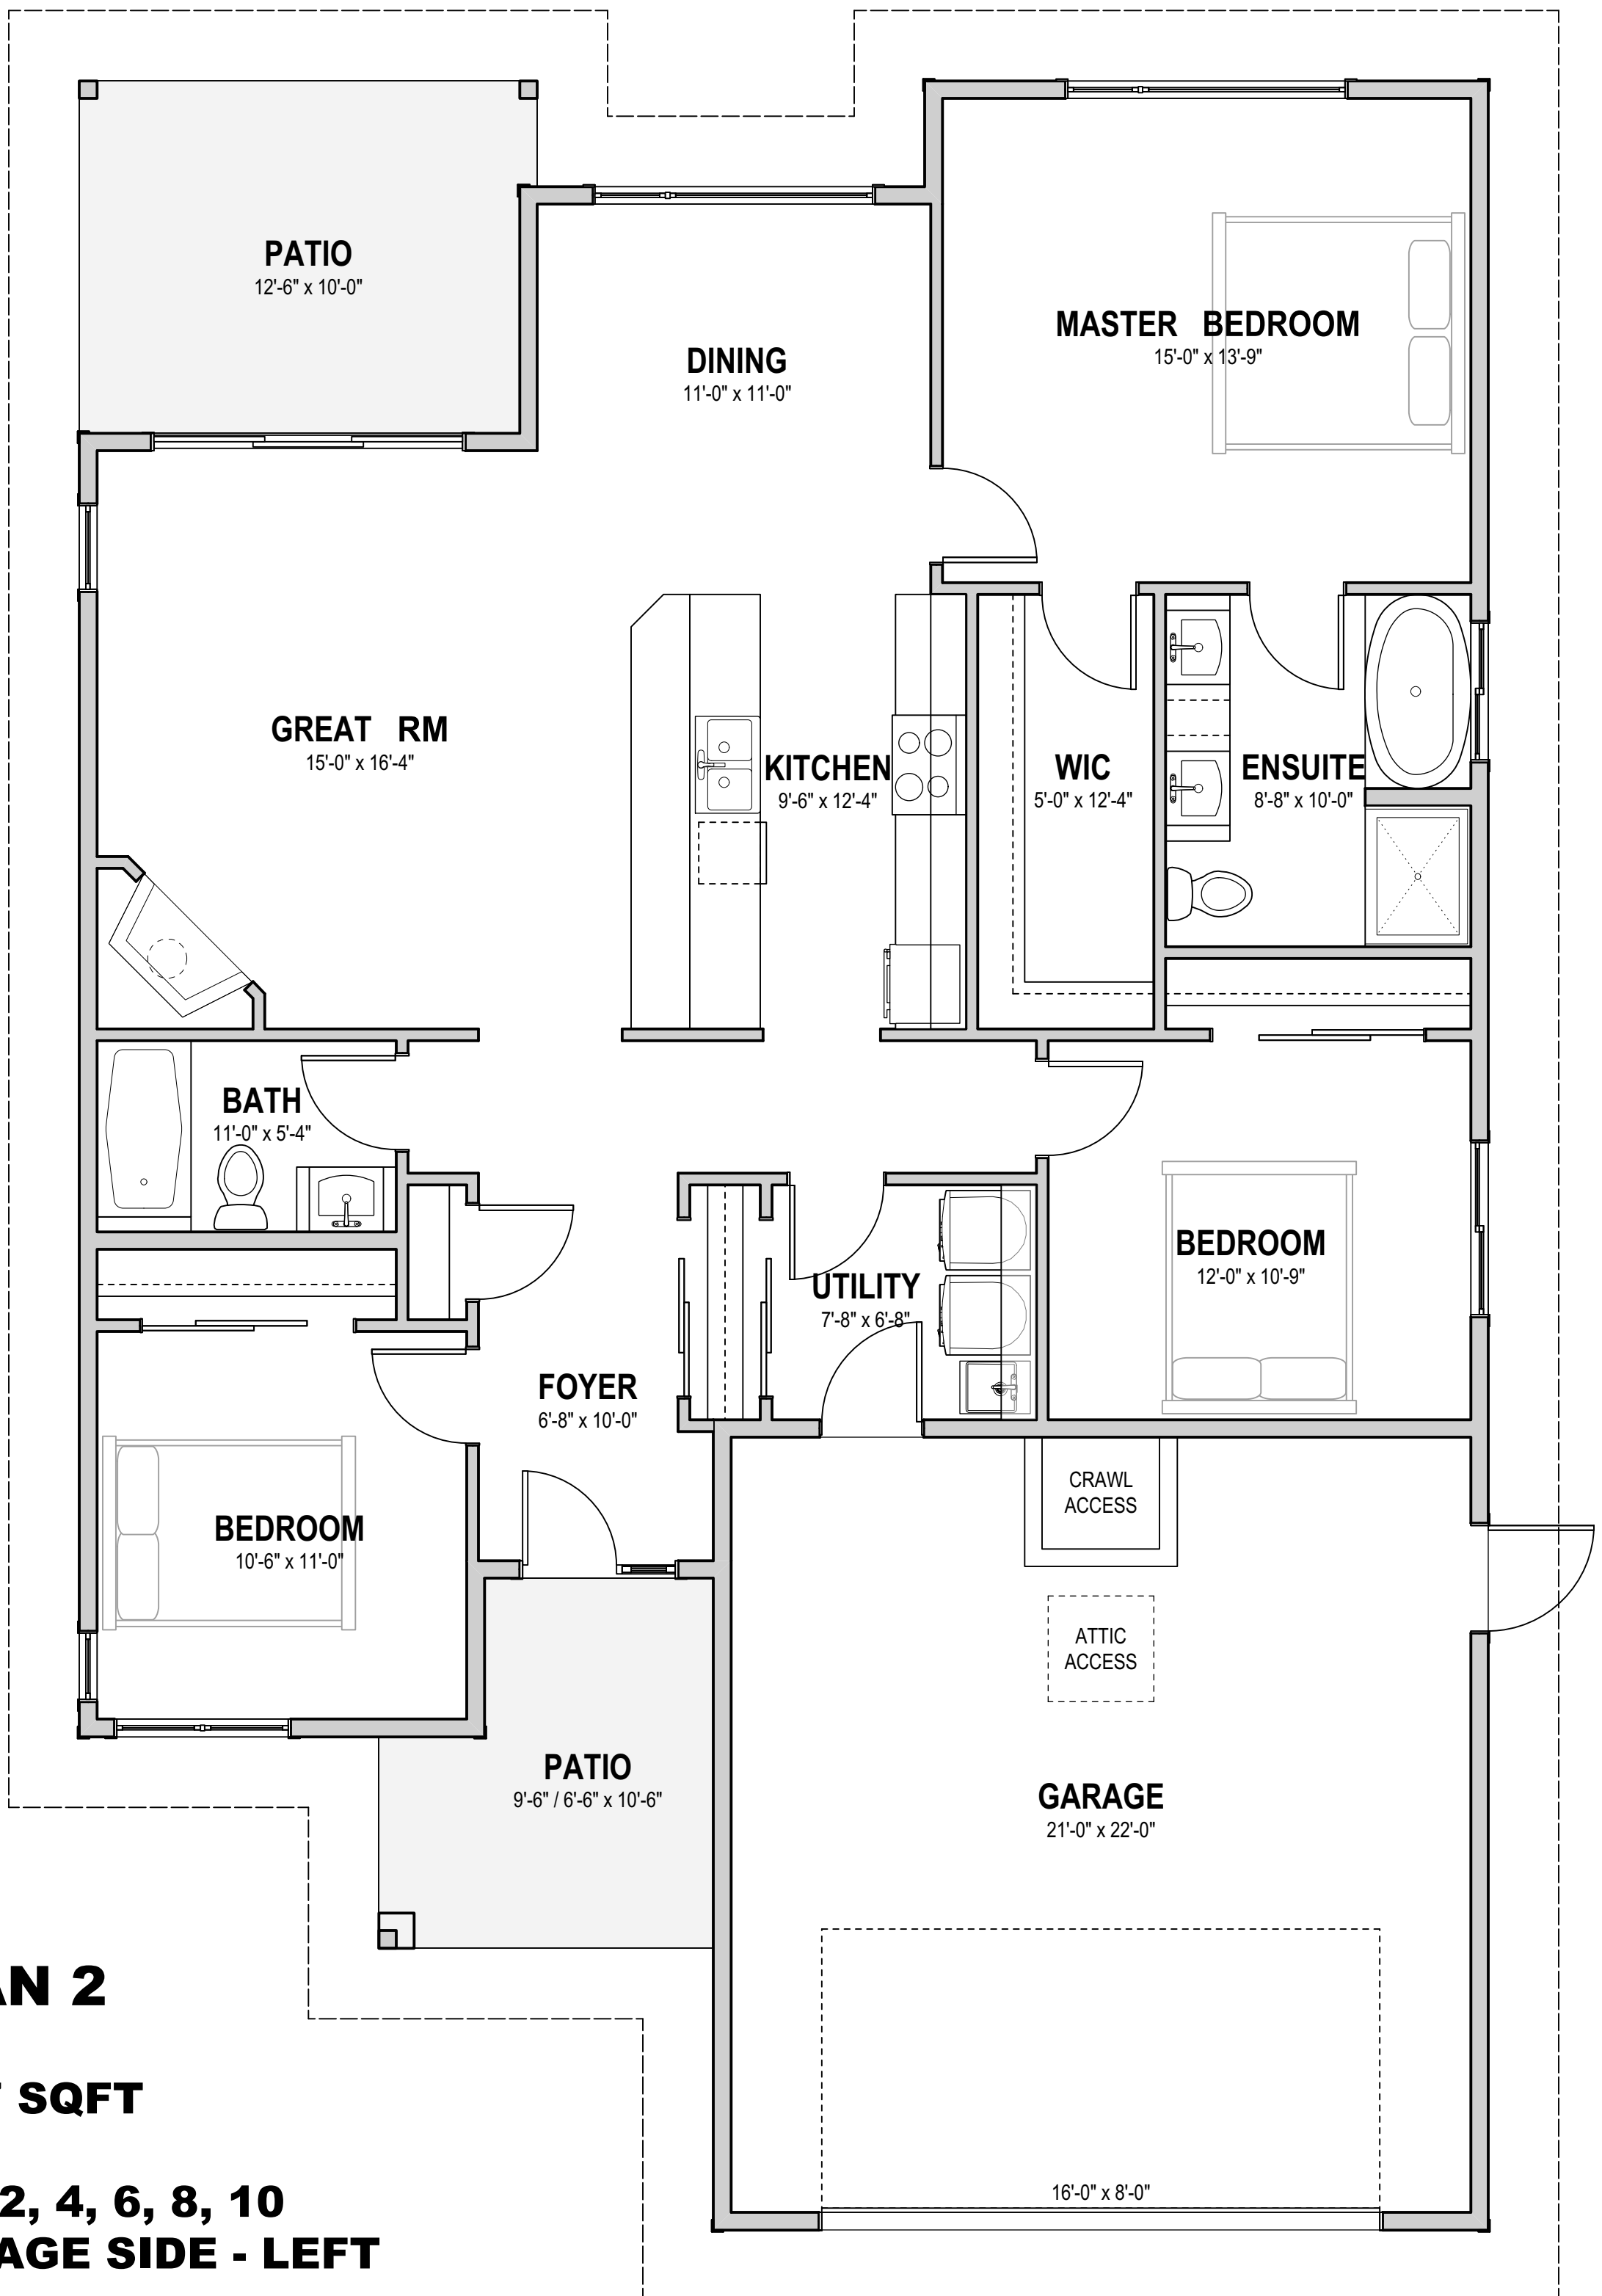 PATIO
12'-6" x 10'-0"
DINING
11'-0" x 11'-0"
MASTER BEDROOM
15'-0" x 13'-9"
GREAT RM
15'-0" x 16'-4"
KITCHEN
9'-6" x 12'-4"
WIC
5'-0" x 12'-4"
ENSUITE
8'-8" x 10'-0"
BATH
11'-0" x 5'-4"
UTILITY
7'-8" x 6'-8"
BEDROOM
12'-0" x 10'-9"
FOYER
6'-8" x 10'-0"
BEDROOM
10'-6" x 11'-0"
CRAWL
ACCESS
ATTIC
ACCESS
PATIO
9'-6" / 6'-6" x 10'-6"
GARAGE
21'-0" x 22'-0"
16'-0" x 8'-0"
AN 2
SQFT
2, 4, 6, 8, 10
AGE SIDE - LEFT